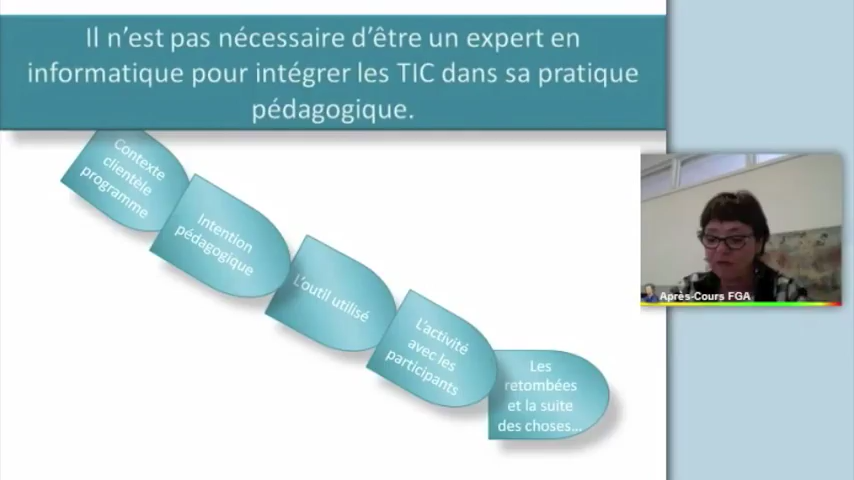 Il n'est pas nécessaire d'être un expert en
informatique pour intégrer les TIC dans sa pratique
pédagogique.
Contexte
clientèle
programme
Intention
pédagogique
L'outil utilisé
L'activité
avec les
participants
Les
retombées
et la suite
des choses...
Après-Cours FGA